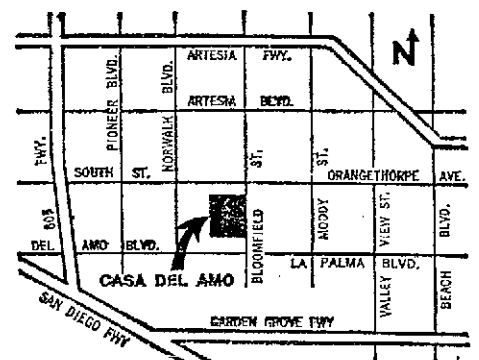 N
ARTESIA FWY.
ARTESIA BLVD.
PIONEER BLVD.
NORWALK BLVD.
605 FWY.
SOUTH ST.
ORANGETHORPE AVE.
BLOOMFIELD ST.
MOODY ST.
VALLEY VIEW ST.
BEACH BLVD.
DEL AMO BLVD.
LA PALMA BLVD.
CASA DEL AMO
SAN DIEGO FWY
GARDEN GROVE FWY